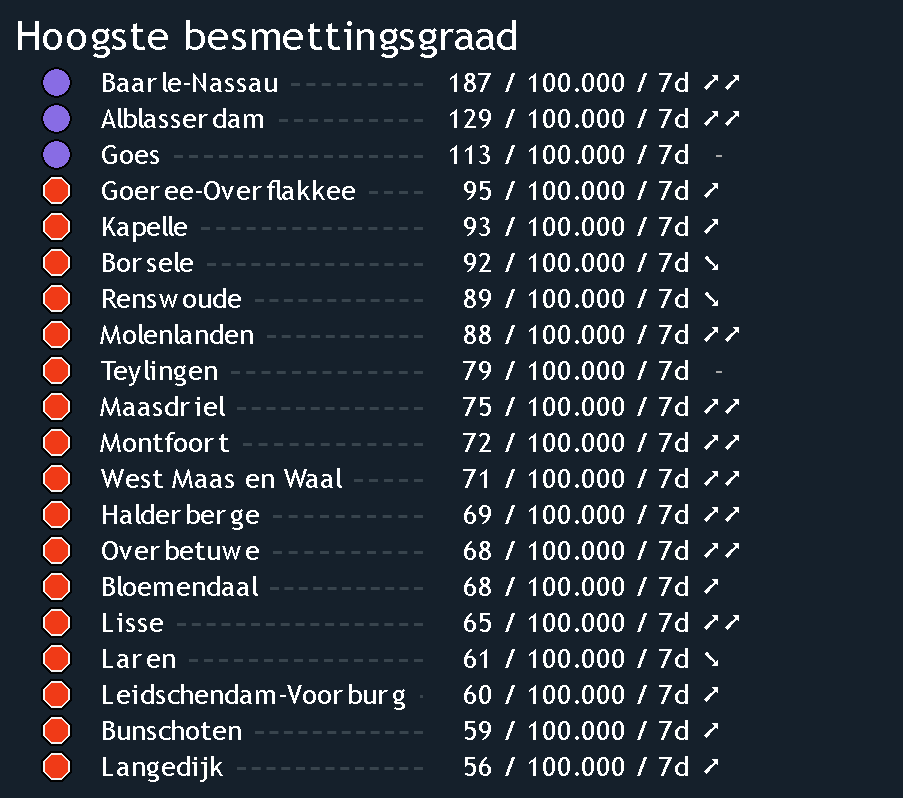 Hoogste besmettingsgraad
Baarle-Nassau 187 / 100.000 / 7d ➚➚
Alblasserdam 129 / 100.000 / 7d ➚➚
Goes 113 / 100.000 / 7d -
Goeree-Overflakkee 95 / 100.000 / 7d ➚
Kapelle 93 / 100.000 / 7d ➚
Borsele 92 / 100.000 / 7d ➘
Renswoude 89 / 100.000 / 7d ➘
Molenlanden 88 / 100.000 / 7d ➚➚
Teylingen 79 / 100.000 / 7d -
Maasdriel 75 / 100.000 / 7d ➚➚
Montfoort 72 / 100.000 / 7d ➚➚
West Maas en Waal 71 / 100.000 / 7d ➚➚
Halderberge 69 / 100.000 / 7d ➚➚
Overbetuwe 68 / 100.000 / 7d ➚➚
Bloemendaal 68 / 100.000 / 7d ➚
Lisse 65 / 100.000 / 7d ➚➚
Laren 61 / 100.000 / 7d ➘
Leidschendam-Voorburg 60 / 100.000 / 7d ➚
Bunschoten 59 / 100.000 / 7d ➚
Langedijk 56 / 100.000 / 7d ➚